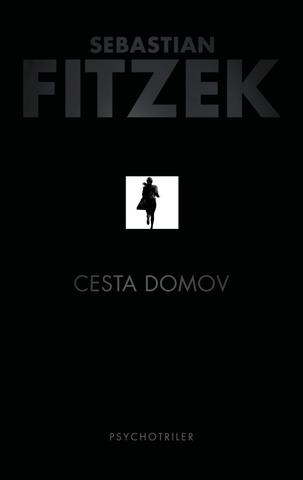 SEBASTIAN
FITZEK
CESTA DOMOV
PSYCHOTRILER